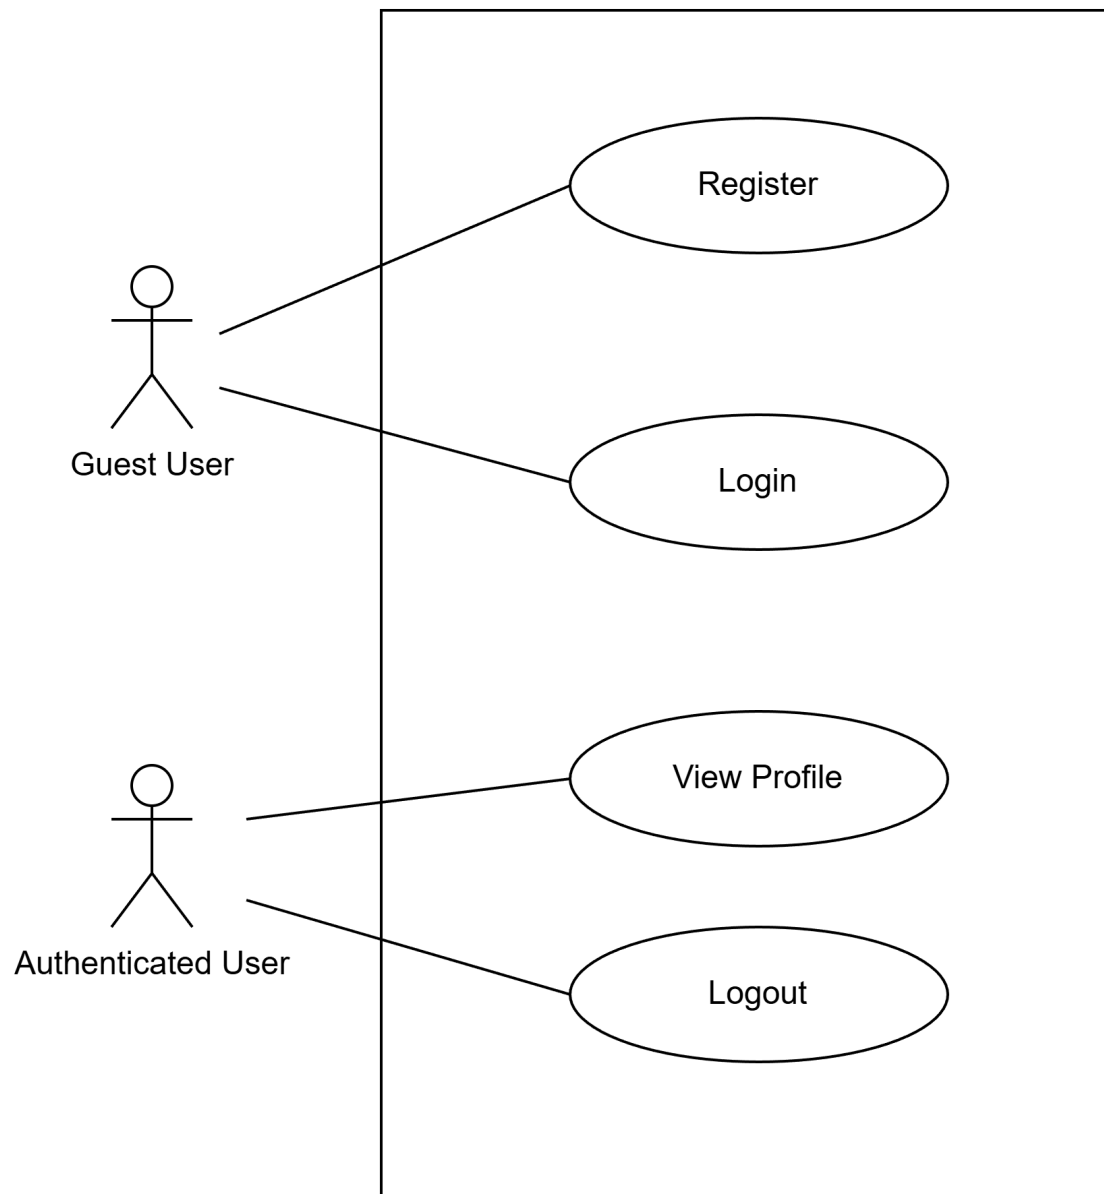 Register
Guest User
Login
View Profile
Authenticated User
Logout